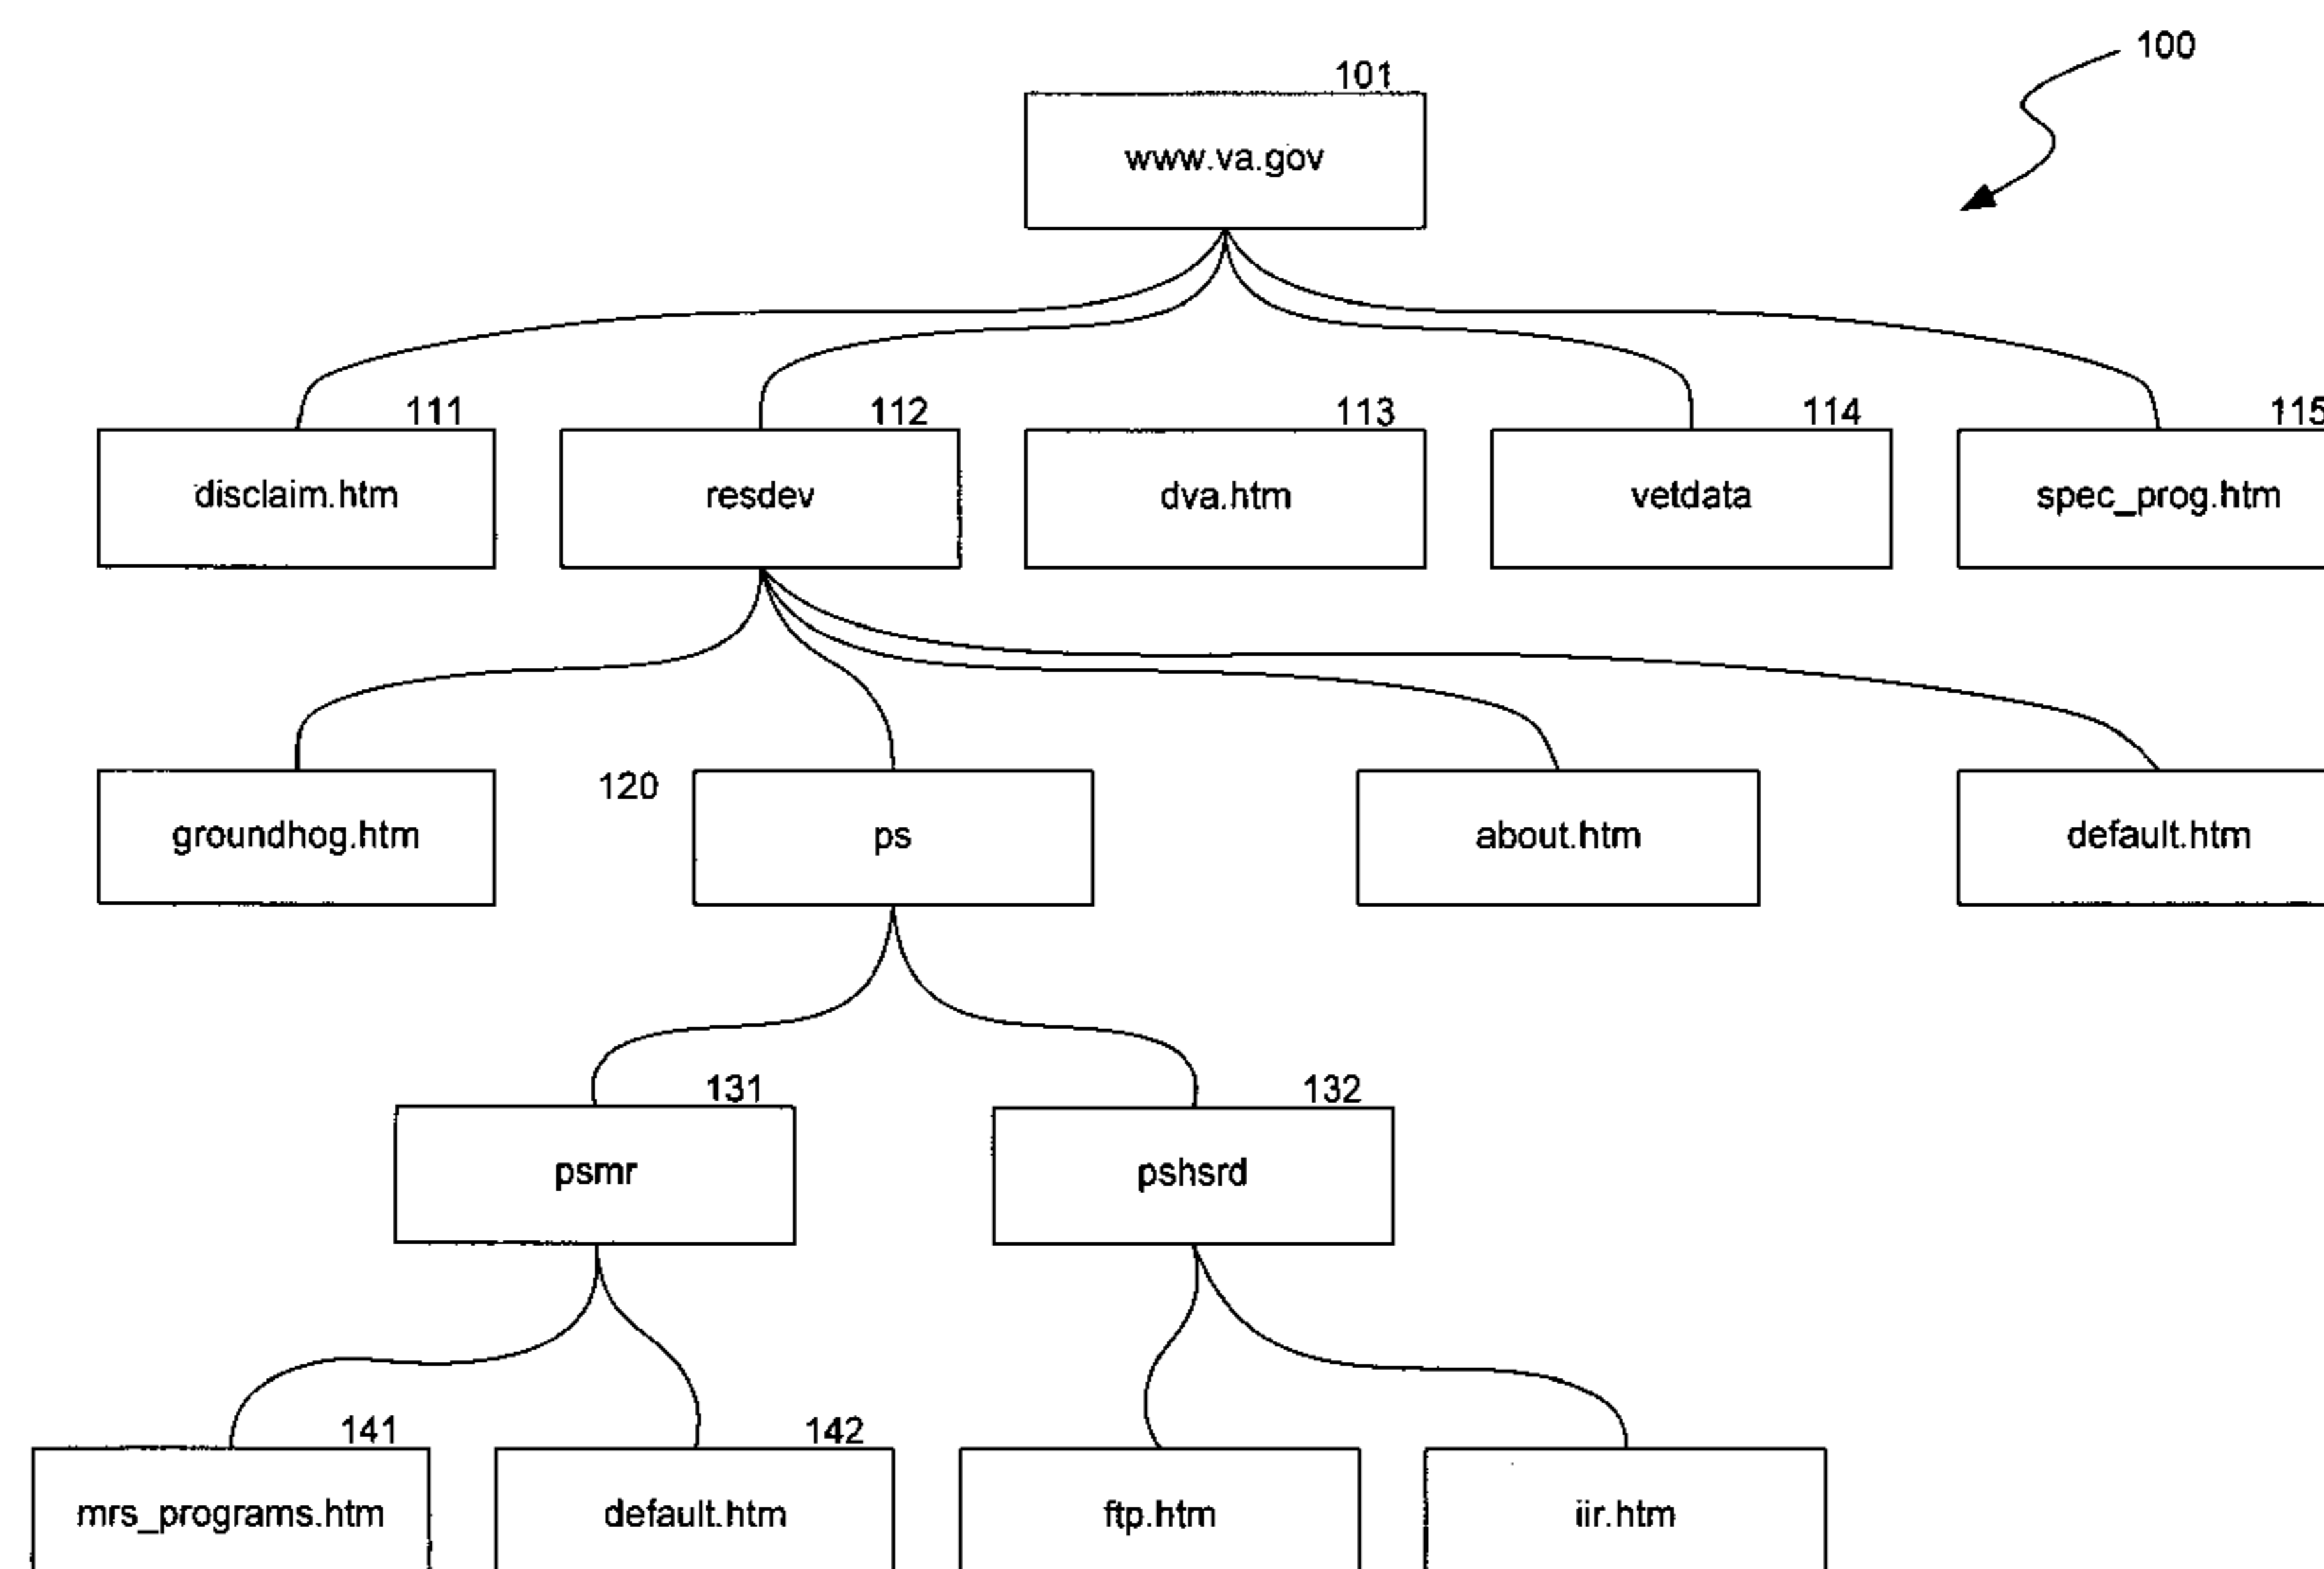 100
101
www.va.gov
111
112
113
114
115
disclaim.htm
resdev
dva.htm
vetdata
spec_prog.htm
120
groundhog.htm
ps
about.htm
default.htm
131
132
psmr
pshsrd
141
142
mrs_programs.htm
default.htm
ftp.htm
iir.htm